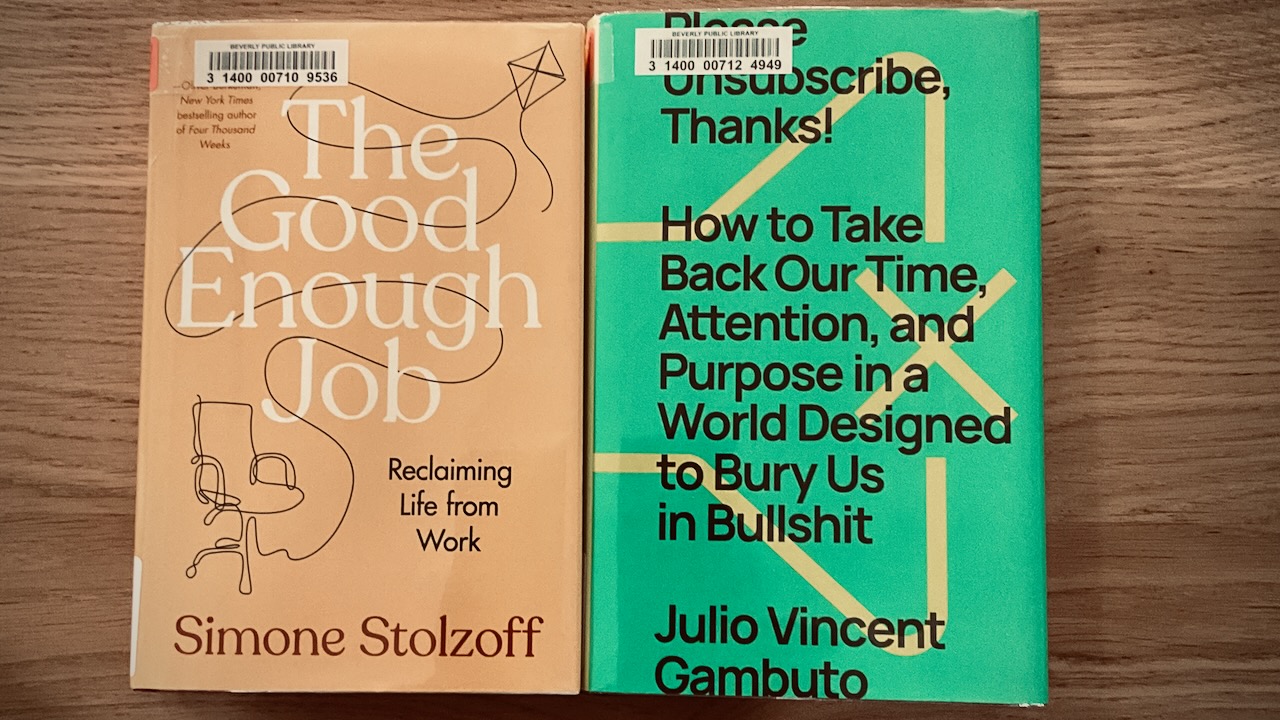 BEVERLY PUBLIC LIBRARY
3 1400 00710 9536
New York Times
bestselling author
of Four Thousand
Weeks
The
Good
Enough
Job
Reclaiming
Life from
Work
Simone Stolzoff
BEVERLY PUBLIC LIBRARY
3 1400 00712 4949
Please
Unsubscribe,
Thanks!
How to Take
Back Our Time,
Attention, and
Purpose in a
World Designed
to Bury Us
in Bullshit
Julio Vincent
Gambuto